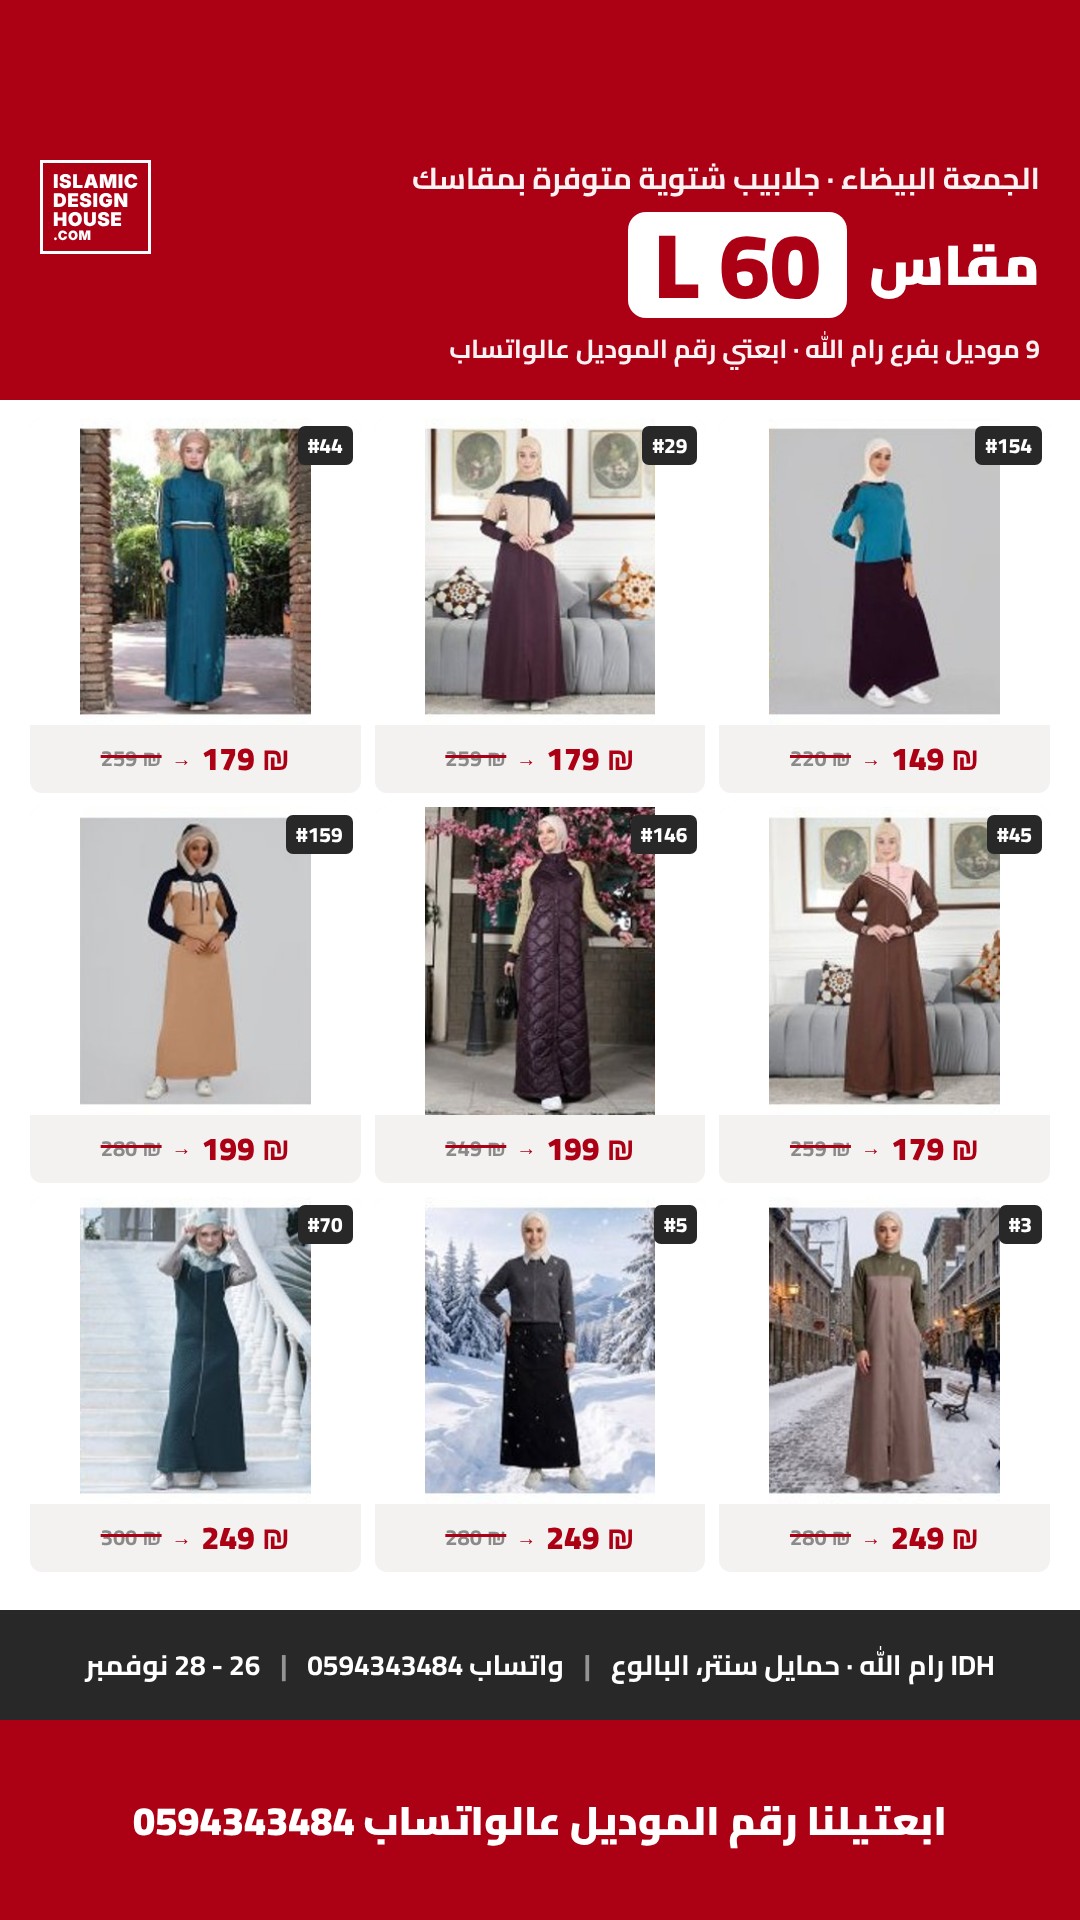 ISLAMIC
DESIGN
HOUSE
.COM
الجمعة البيضاء · جلابيب شتوية متوفرة بمقاسك
مقاس L 60
9 موديل بفرع رام الله · ابعتي رقم الموديل عالواتساب
#154
#29
#44
220 ₪ → 149 ₪
259 ₪ → 179 ₪
259 ₪ → 179 ₪
#45
#146
#159
259 ₪ → 179 ₪
249 ₪ → 199 ₪
280 ₪ → 199 ₪
#3
#5
#70
280 ₪ → 249 ₪
280 ₪ → 249 ₪
300 ₪ → 249 ₪
IDH رام الله · حمايل سنتر، البالوع | واتساب 0594343484 | 26 - 28 نوفمبر
ابعتيلنا رقم الموديل عالواتساب 0594343484